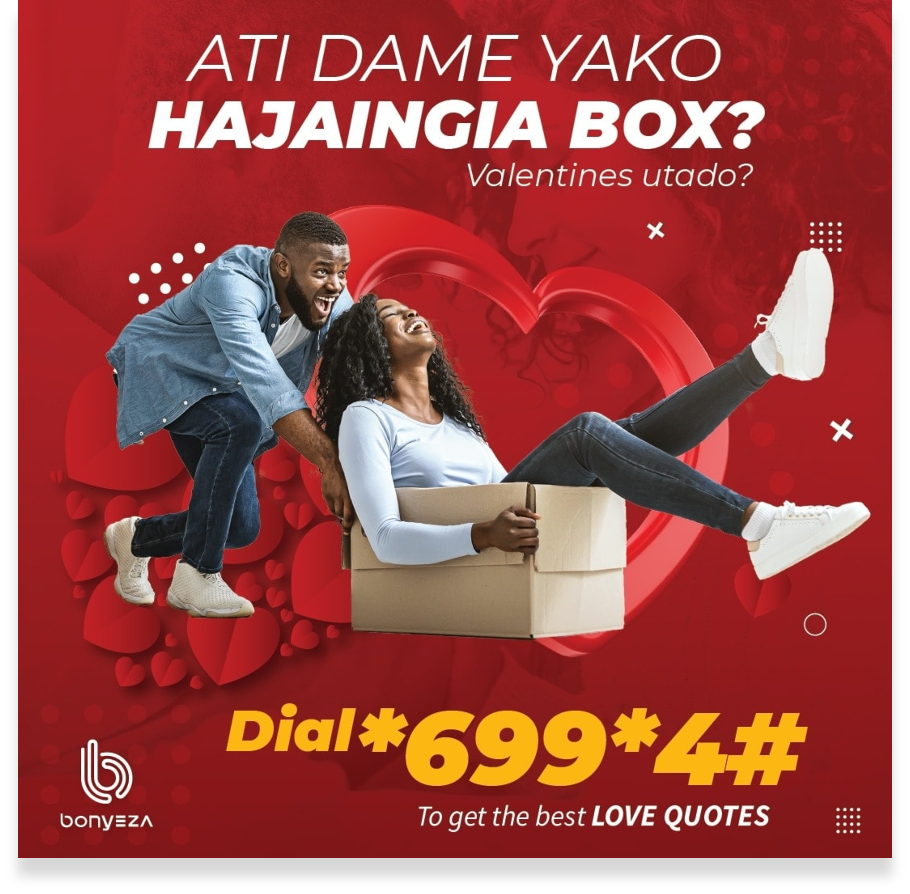 ATI DAME YAKO
HAJAINGIA BOX?
Valentines utado?
Dial*699*4#
To get the best LOVE QUOTES
bonyEZA